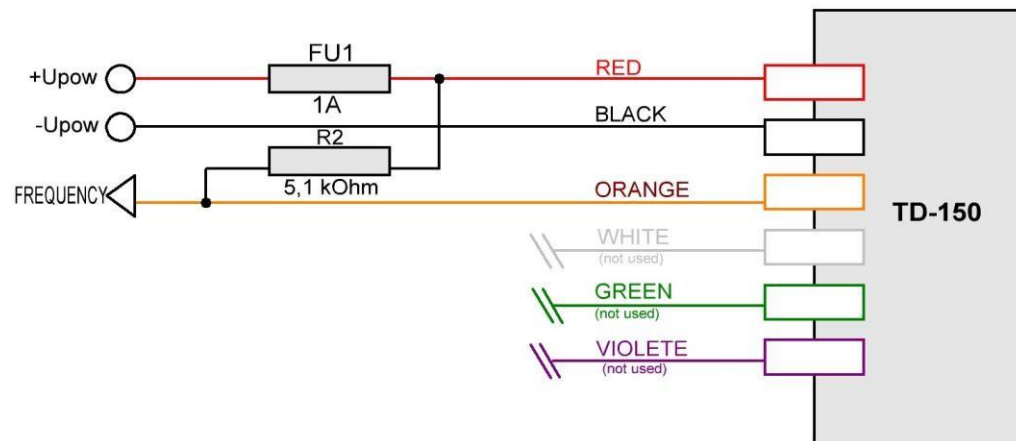 FU1
+Upow
RED
1A
-Upow
BLACK
R2
5,1 kOhm
FREQUENCY
ORANGE
TD-150
WHITE
(not used)
GREEN
(not used)
VIOLETE
(not used)